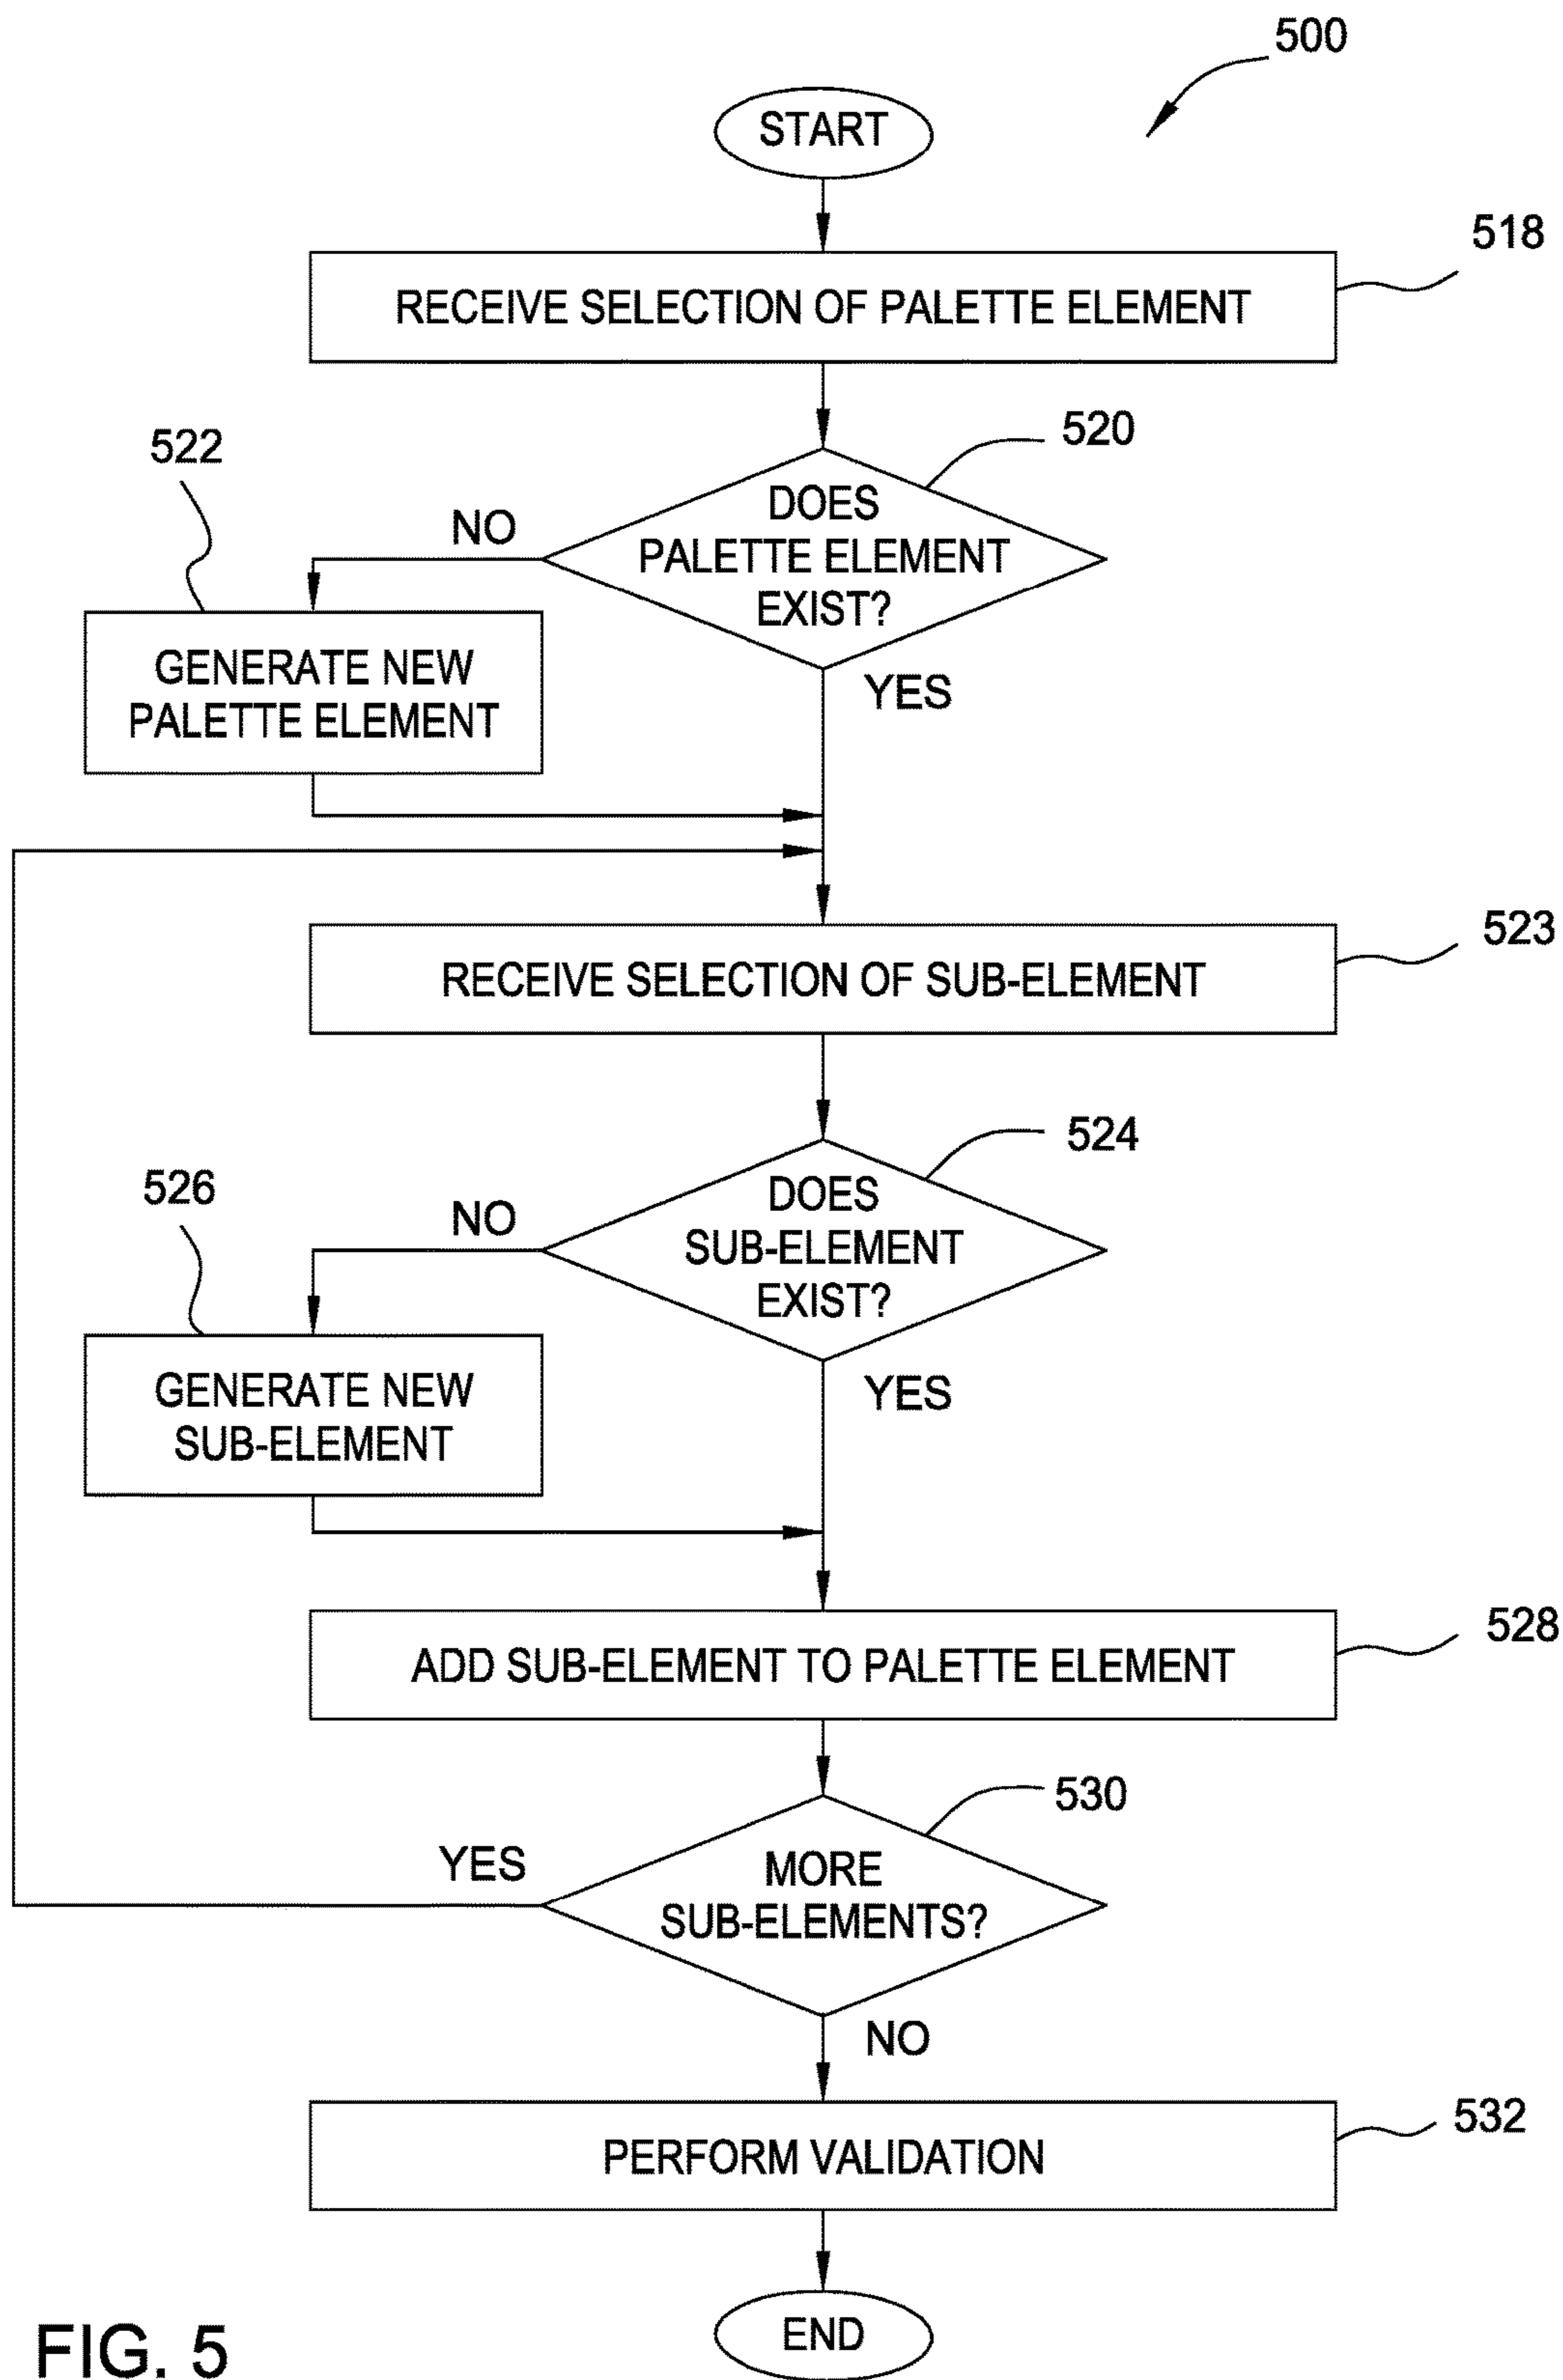 500
START
518
RECEIVE SELECTION OF PALETTE ELEMENT
520
522
DOES
PALETTE ELEMENT
EXIST?
NO
YES
GENERATE NEW
PALETTE ELEMENT
523
RECEIVE SELECTION OF SUB-ELEMENT
524
526
DOES
SUB-ELEMENT
EXIST?
NO
YES
GENERATE NEW
SUB-ELEMENT
528
ADD SUB-ELEMENT TO PALETTE ELEMENT
530
YES
MORE
SUB-ELEMENTS?
NO
532
PERFORM VALIDATION
END
FIG. 5